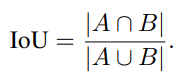 IoU = |A ∩ B| / |A ∪ B|.